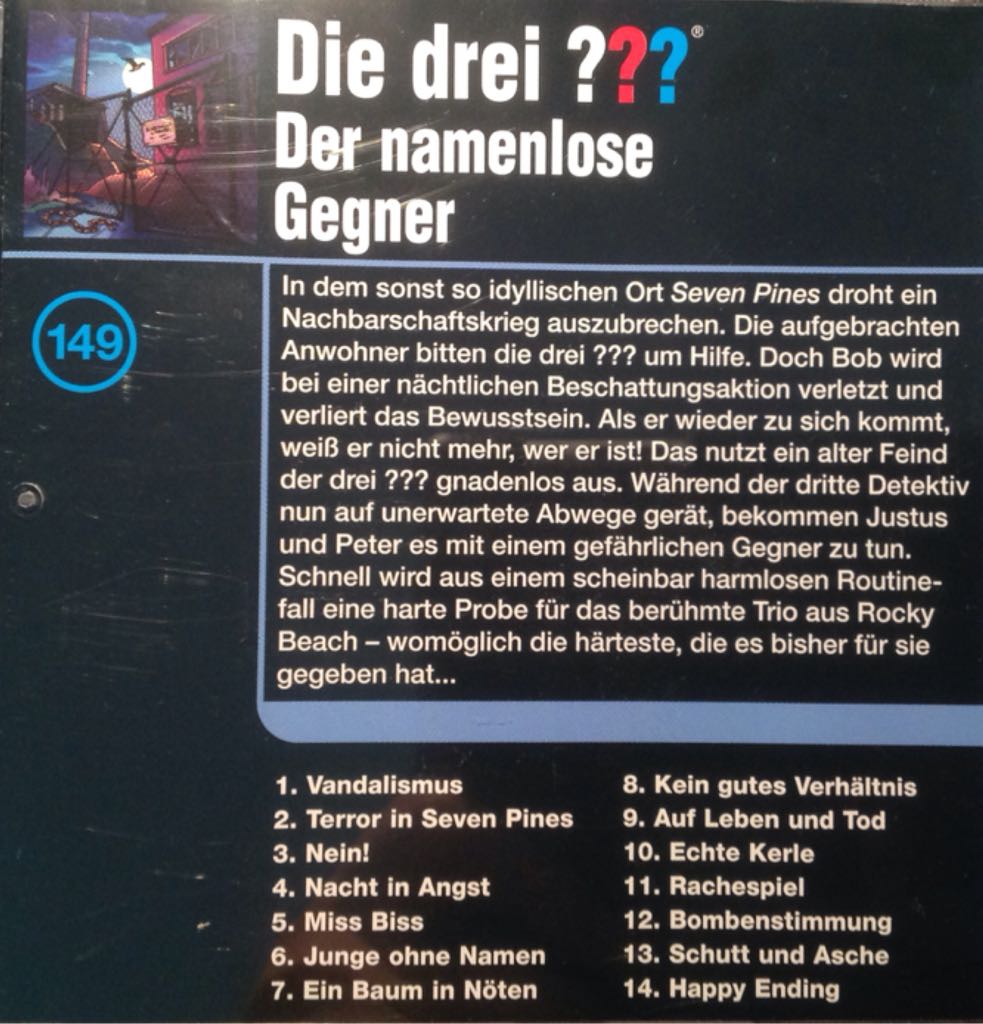 Die drei ???®
Der namenlose
Gegner
149
In dem sonst so idyllischen Ort Seven Pines droht ein
Nachbarschaftskrieg auszubrechen. Die aufgebrachten
Anwohner bitten die drei ??? um Hilfe. Doch Bob wird
bei einer nächtlichen Beschattungsaktion verletzt und
verliert das Bewusstsein. Als er wieder zu sich kommt,
weiß er nicht mehr, wer er ist! Das nutzt ein alter Feind
der drei ??? gnadenlos aus. Während der dritte Detektiv
nun auf unerwartete Abwege gerät, bekommen Justus
und Peter es mit einem gefährlichen Gegner zu tun.
Schnell wird aus einem scheinbar harmlosen Routine-
fall eine harte Probe für das berühmte Trio aus Rocky
Beach – womöglich die härteste, die es bisher für sie
gegeben hat...
1. Vandalismus
2. Terror in Seven Pines
3. Nein!
4. Nacht in Angst
5. Miss Biss
6. Junge ohne Namen
7. Ein Baum in Nöten
8. Kein gutes Verhältnis
9. Auf Leben und Tod
10. Echte Kerle
11. Rachespiel
12. Bombenstimmung
13. Schutt und Asche
14. Happy Ending